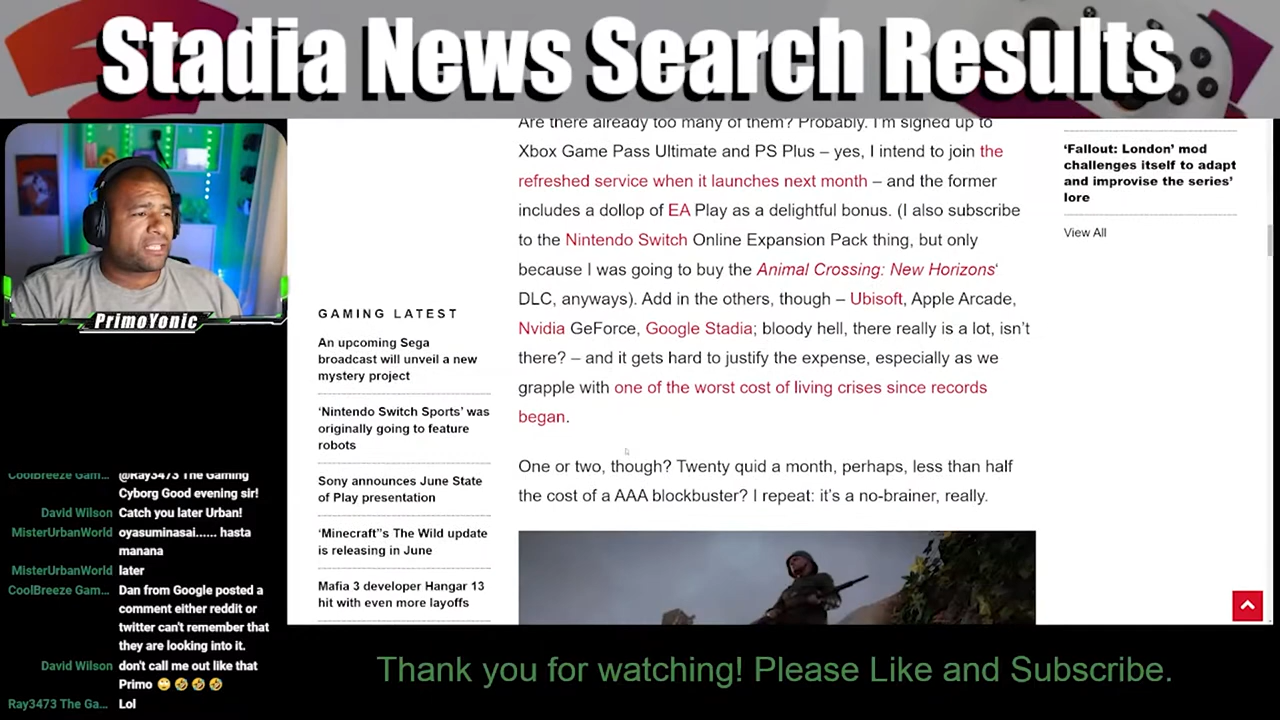 Stadia News Search Results
Are there already too many of them? Probably. I'm signed up to
Xbox Game Pass Ultimate and PS Plus – yes, I intend to join the
refreshed service when it launches next month – and the former
includes a dollop of EA Play as a delightful bonus. (I also subscribe
to the Nintendo Switch Online Expansion Pack thing, but only
because I was going to buy the Animal Crossing: New Horizons‘
DLC, anyways). Add in the others, though – Ubisoft, Apple Arcade,
Nvidia GeForce, Google Stadia; bloody hell, there really is a lot, isn't
there? – and it gets hard to justify the expense, especially as we
grapple with one of the worst cost of living crises since records
began.
One or two, though? Twenty quid a month, perhaps, less than half
the cost of a AAA blockbuster? I repeat: it's a no-brainer, really.
‘Fallout: London’ mod
challenges itself to adapt
and improvise the series’
lore
View All
PrimoYonic
GAMING LATEST
An upcoming Sega
broadcast will unveil a new
mystery project
‘Nintendo Switch Sports’ was
originally going to feature
robots
Sony announces June State
of Play presentation
‘Minecraft”s The Wild update
is releasing in June
Mafia 3 developer Hangar 13
hit with even more layoffs
CoolBreeze Gam... @Ray3473 The Gaming
Cyborg Good evening sir!
David Wilson Catch you later Urban!
MisterUrbanWorld oyasuminasai...... hasta
manana
MisterUrbanWorld later
CoolBreeze Gam... Dan from Google posted a
comment either reddit or
twitter can't remember that
they are looking into it.
David Wilson don't call me out like that
Primo 🙄 🤣 🤣 🤣
Ray3473 The Ga... Lol
Thank you for watching! Please Like and Subscribe.